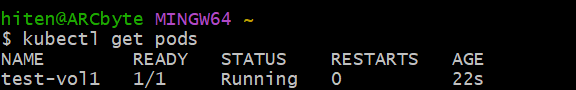 hiten@ARCbyte MINGW64 ~
$ kubectl get pods
NAME        READY   STATUS    RESTARTS   AGE
test-vol1   1/1     Running   0          22s